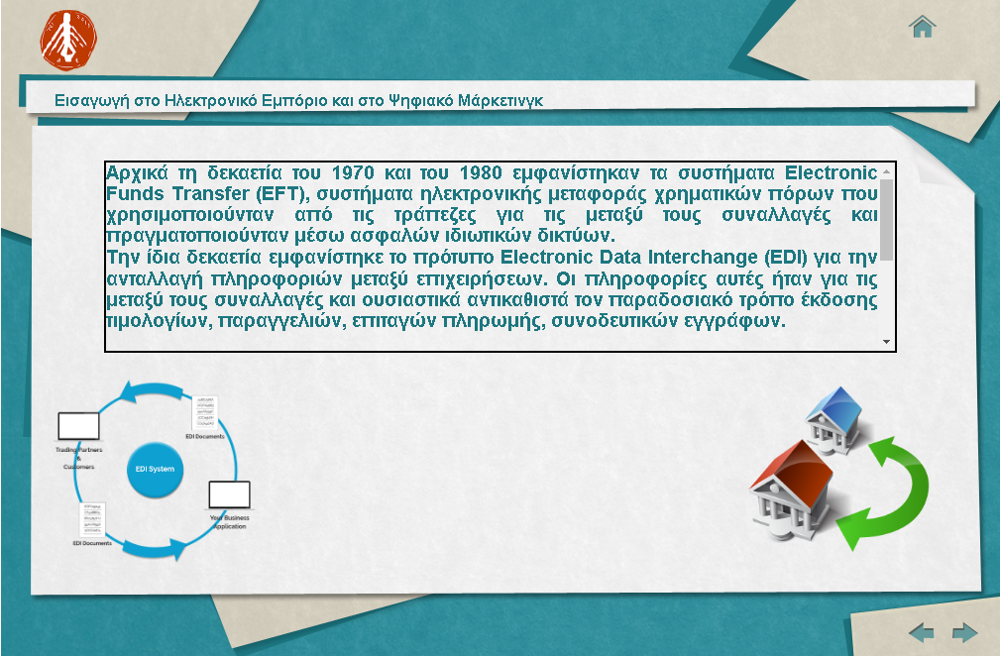 Εισαγωγή στο Ηλεκτρονικό Εμπόριο και στο Ψηφιακό Μάρκετινγκ
Αρχικά τη δεκαετία του 1970 και του 1980 εμφανίστηκαν τα συστήματα Electronic
Funds Transfer (EFT), συστήματα ηλεκτρονικής μεταφοράς χρηματικών πόρων που
χρησιμοποιούνταν από τις τράπεζες για τις μεταξύ τους συναλλαγές και
πραγματοποιούνταν μέσω ασφαλών ιδιωτικών δικτύων.
Την ίδια δεκαετία εμφανίστηκε το πρότυπο Electronic Data Interchange (EDI) για την
ανταλλαγή πληροφοριών μεταξύ επιχειρήσεων. Οι πληροφορίες αυτές ήταν για τις
μεταξύ τους συναλλαγές και ουσιαστικά αντικαθιστά τον παραδοσιακό τρόπο έκδοσης
τιμολογίων, παραγγελιών, επιταγών πληρωμής, συνοδευτικών εγγράφων.
EDI Documents
Trading Partners
&
Customers
EDI System
Your Business
Application
EDI Documents